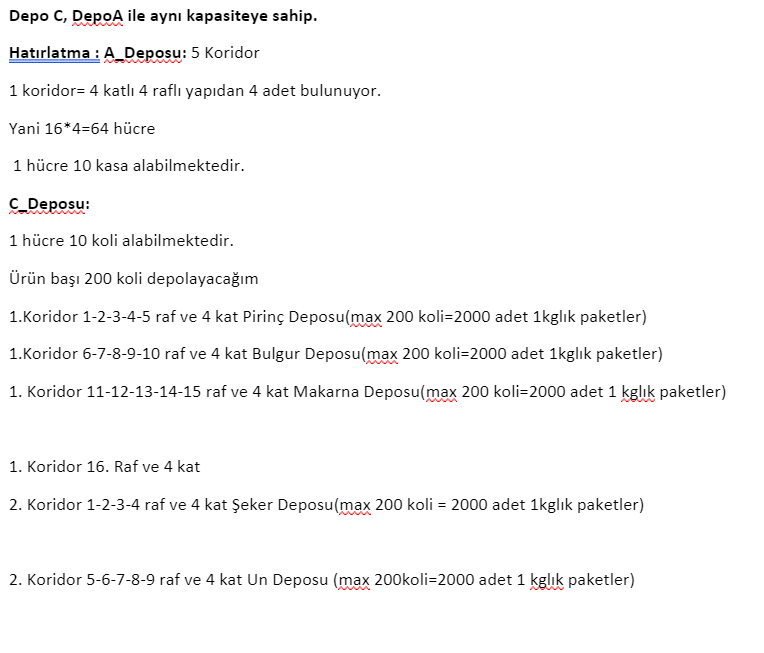 Depo C, DepoA ile aynı kapasiteye sahip.
Hatırlatma : A_Deposu: 5 Koridor
1 koridor= 4 katlı 4 raflı yapıdan 4 adet bulunuyor.
Yani 16*4=64 hücre
1 hücre 10 kasa alabilmektedir.
C_Deposu:
1 hücre 10 koli alabilmektedir.
Ürün başı 200 koli depolayacağım
1.Koridor 1-2-3-4-5 raf ve 4 kat Pirinç Deposu(max 200 koli=2000 adet 1kglık paketler)
1.Koridor 6-7-8-9-10 raf ve 4 kat Bulgur Deposu(max 200 koli=2000 adet 1kglık paketler)
1. Koridor 11-12-13-14-15 raf ve 4 kat Makarna Deposu(max 200 koli=2000 adet 1 kglık paketler)
1. Koridor 16. Raf ve 4 kat
2. Koridor 1-2-3-4 raf ve 4 kat Şeker Deposu(max 200 koli = 2000 adet 1kglık paketler)
2. Koridor 5-6-7-8-9 raf ve 4 kat Un Deposu (max 200koli=2000 adet 1 kglık paketler)